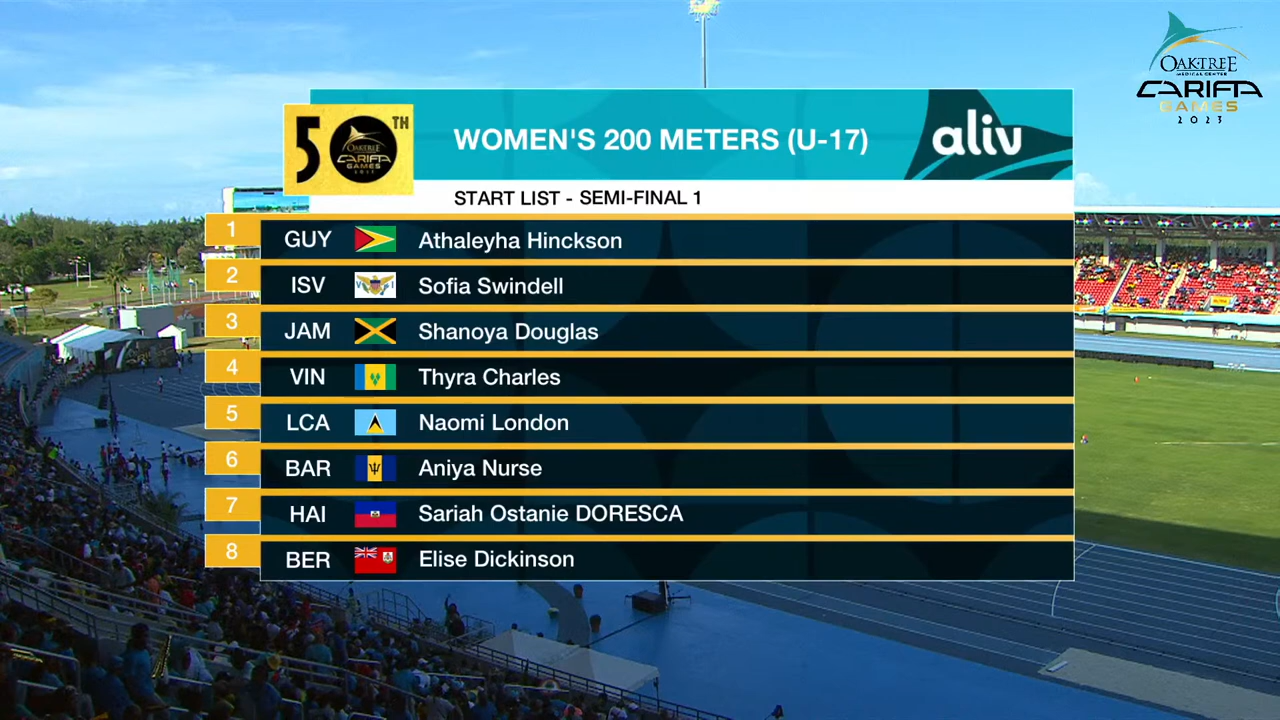 OAKTREE
MEDICAL CENTER
CARIFTA
GAMES
2023
50TH
OAKTREE
CARIFTA
GAMES
WOMEN'S 200 METERS (U-17)
aliv
START LIST - SEMI-FINAL 1
1 GUY Athaleyha Hinckson
2 ISV Sofia Swindell
3 JAM Shanoya Douglas
4 VIN Thyra Charles
5 LCA Naomi London
6 BAR Aniya Nurse
7 HAI Sariah Ostanie DORESCA
8 BER Elise Dickinson